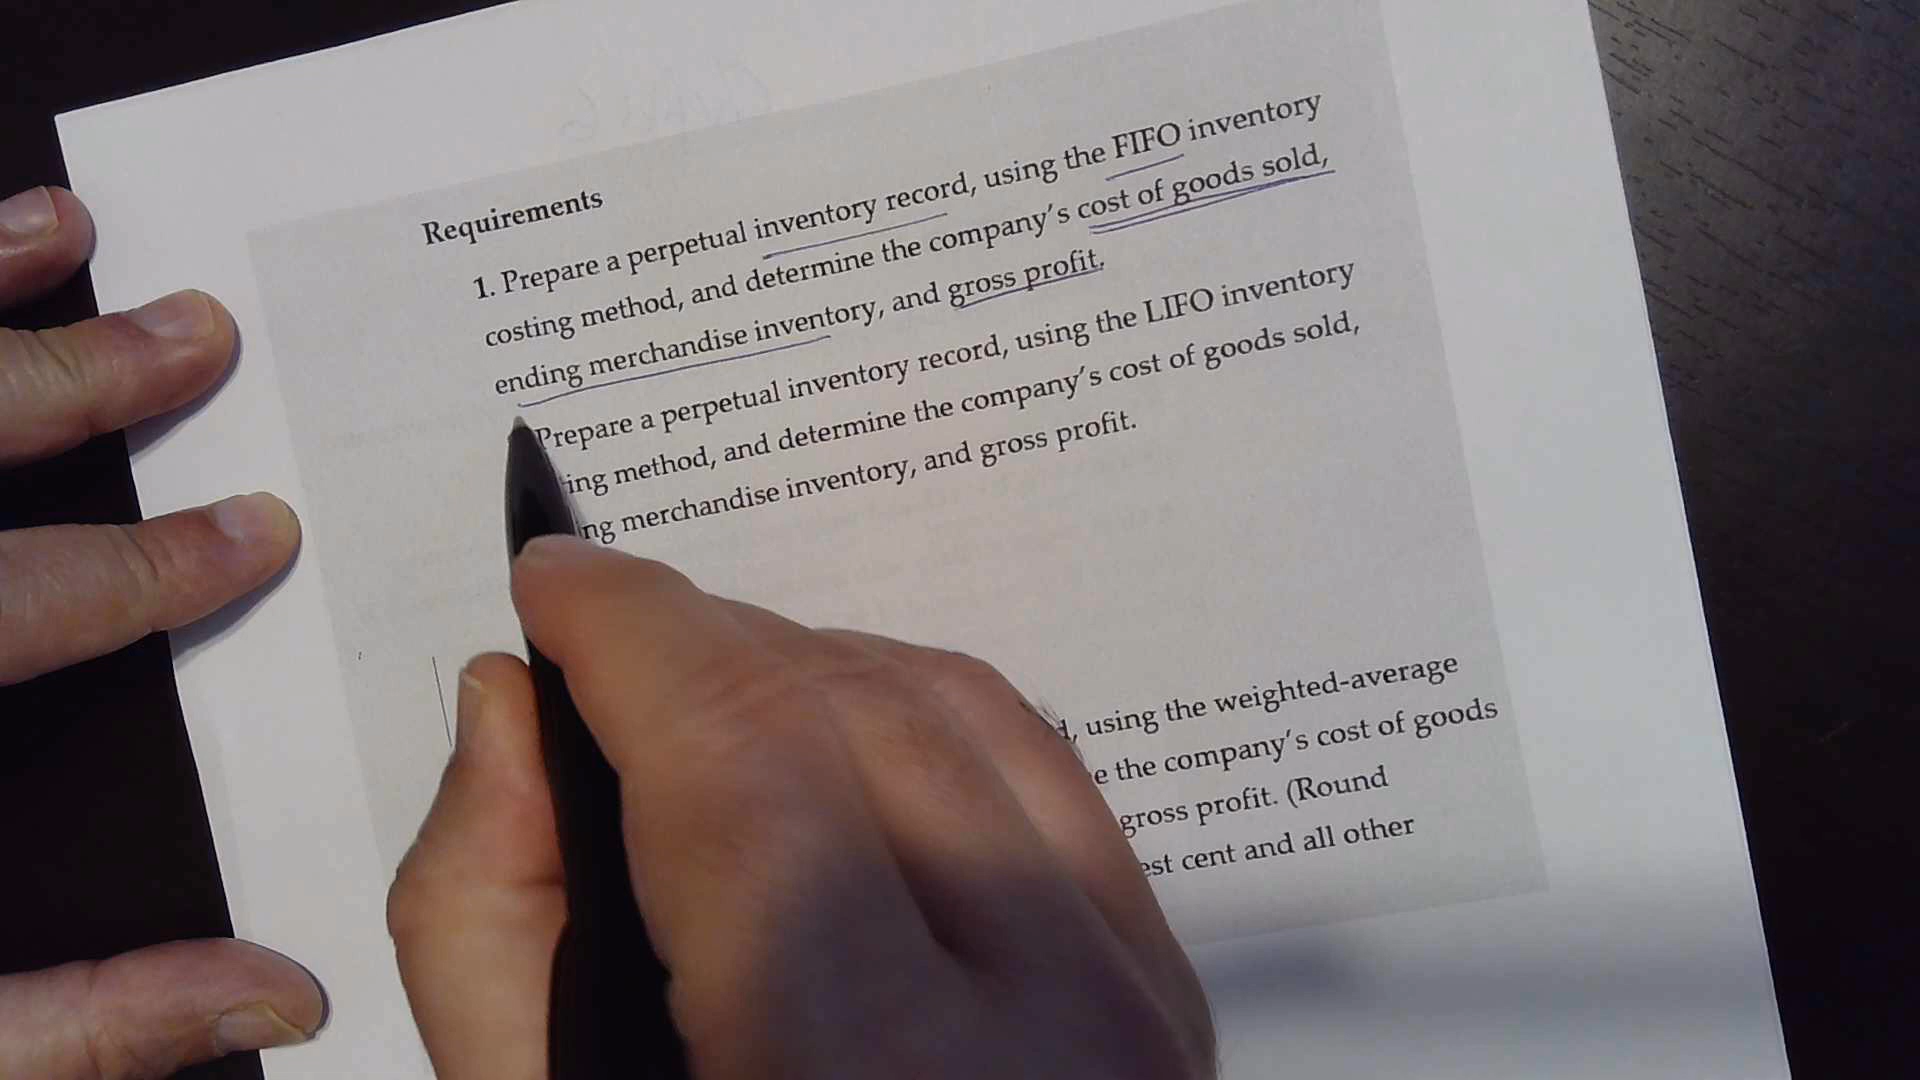 Requirements
1. Prepare a perpetual inventory record, using the FIFO inventory
costing method, and determine the company's cost of goods sold,
ending merchandise inventory, and gross profit.
Prepare a perpetual inventory record, using the LIFO inventory
ing method, and determine the company's cost of goods sold,
ng merchandise inventory, and gross profit.
using the weighted-average
e the company's cost of goods
gross profit. (Round
est cent and all other